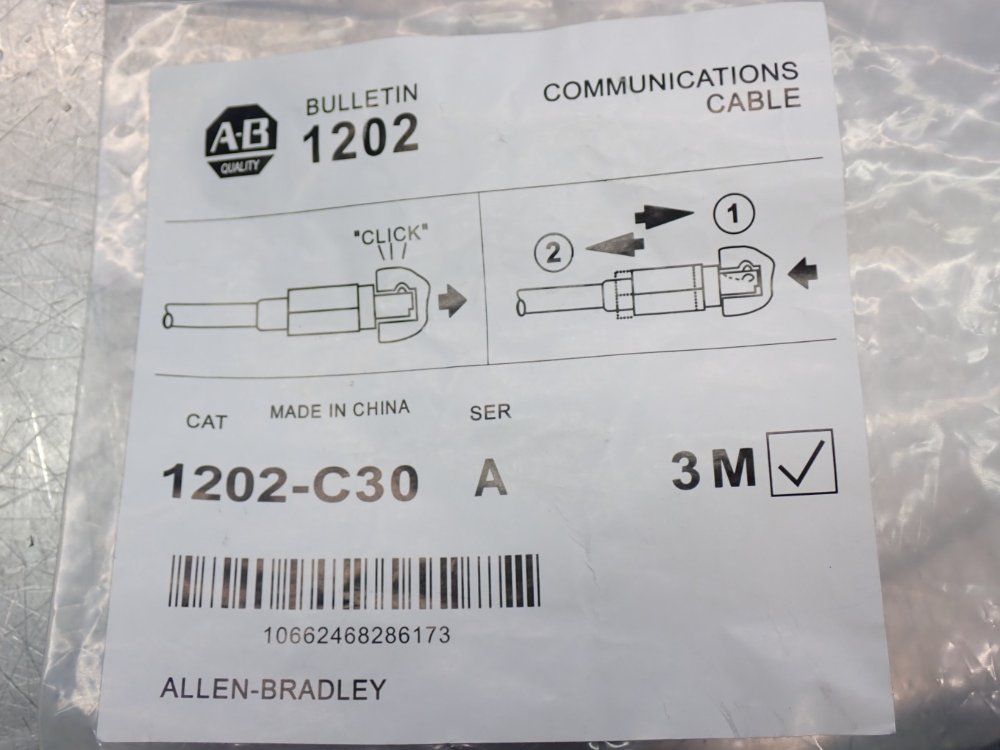 A-B
QUALITY
BULLETIN
1202
COMMUNICATIONS
CABLE
"CLICK"
1
2
CAT
MADE IN CHINA
SER
1202-C30
A
3 M
10662468286173
ALLEN-BRADLEY